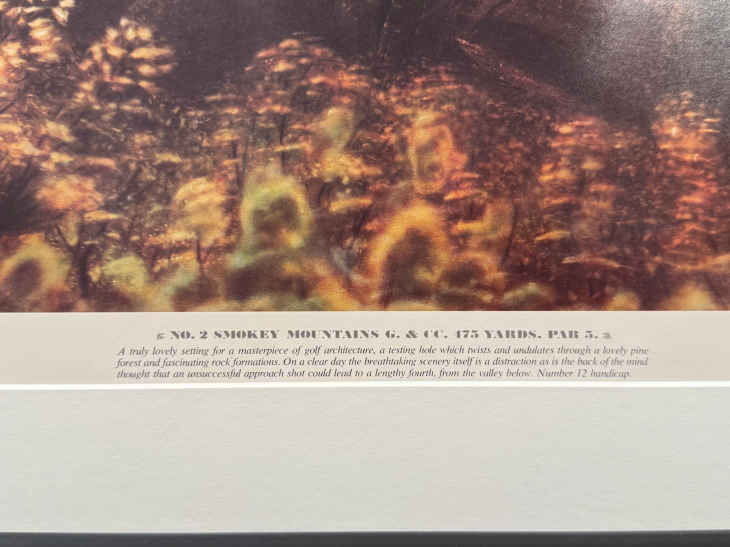 NO. 2 SMOKEY MOUNTAINS G. & CC. 475 YARDS. PAR 5.
A truly lovely setting for a masterpiece of golf architecture, a testing hole which twists and undulates through a lovely pine
forest and fascinating rock formations. On a clear day the breathtaking scenery itself is a distraction as is the back of the mind
thought that an unsuccessful approach shot could lead to a lengthy fourth, from the valley below. Number 12 handicap.